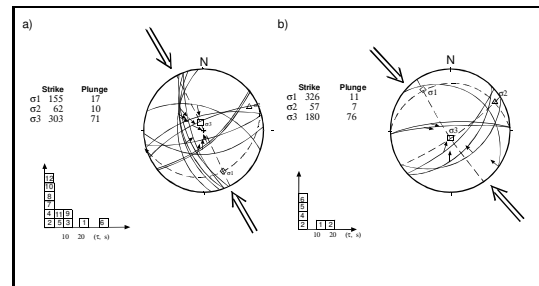 a)
N
Strike Plunge
σ1 155 17
σ2 62 10
σ3 303 71
σ3
σ1
12
10
8
7
4 11 9
2 5 3 1 6
10 20 (τ, s)
b)
N
Strike Plunge
σ1 326 11
σ2 57 7
σ3 180 76
σ1
σ2
σ3
6
5
4
2 1 2
10 20 (τ, s)